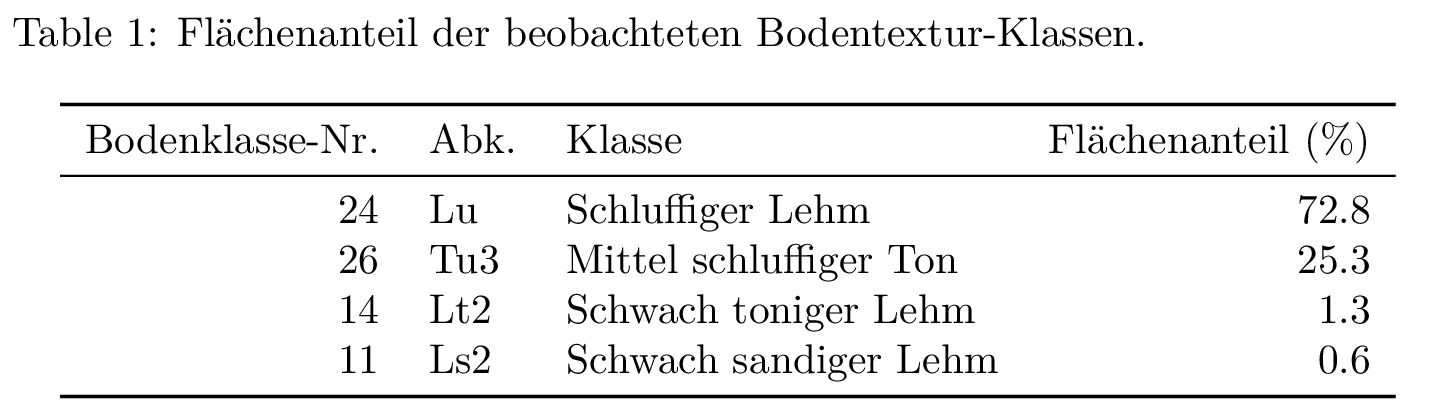 Table 1: Flächenanteil der beobachteten Bodentextur-Klassen.
Bodenklasse-Nr. Abk. Klasse Flächenanteil (%)
24 Lu Schluffiger Lehm 72.8
26 Tu3 Mittel schluffiger Ton 25.3
14 Lt2 Schwach toniger Lehm 1.3
11 Ls2 Schwach sandiger Lehm 0.6